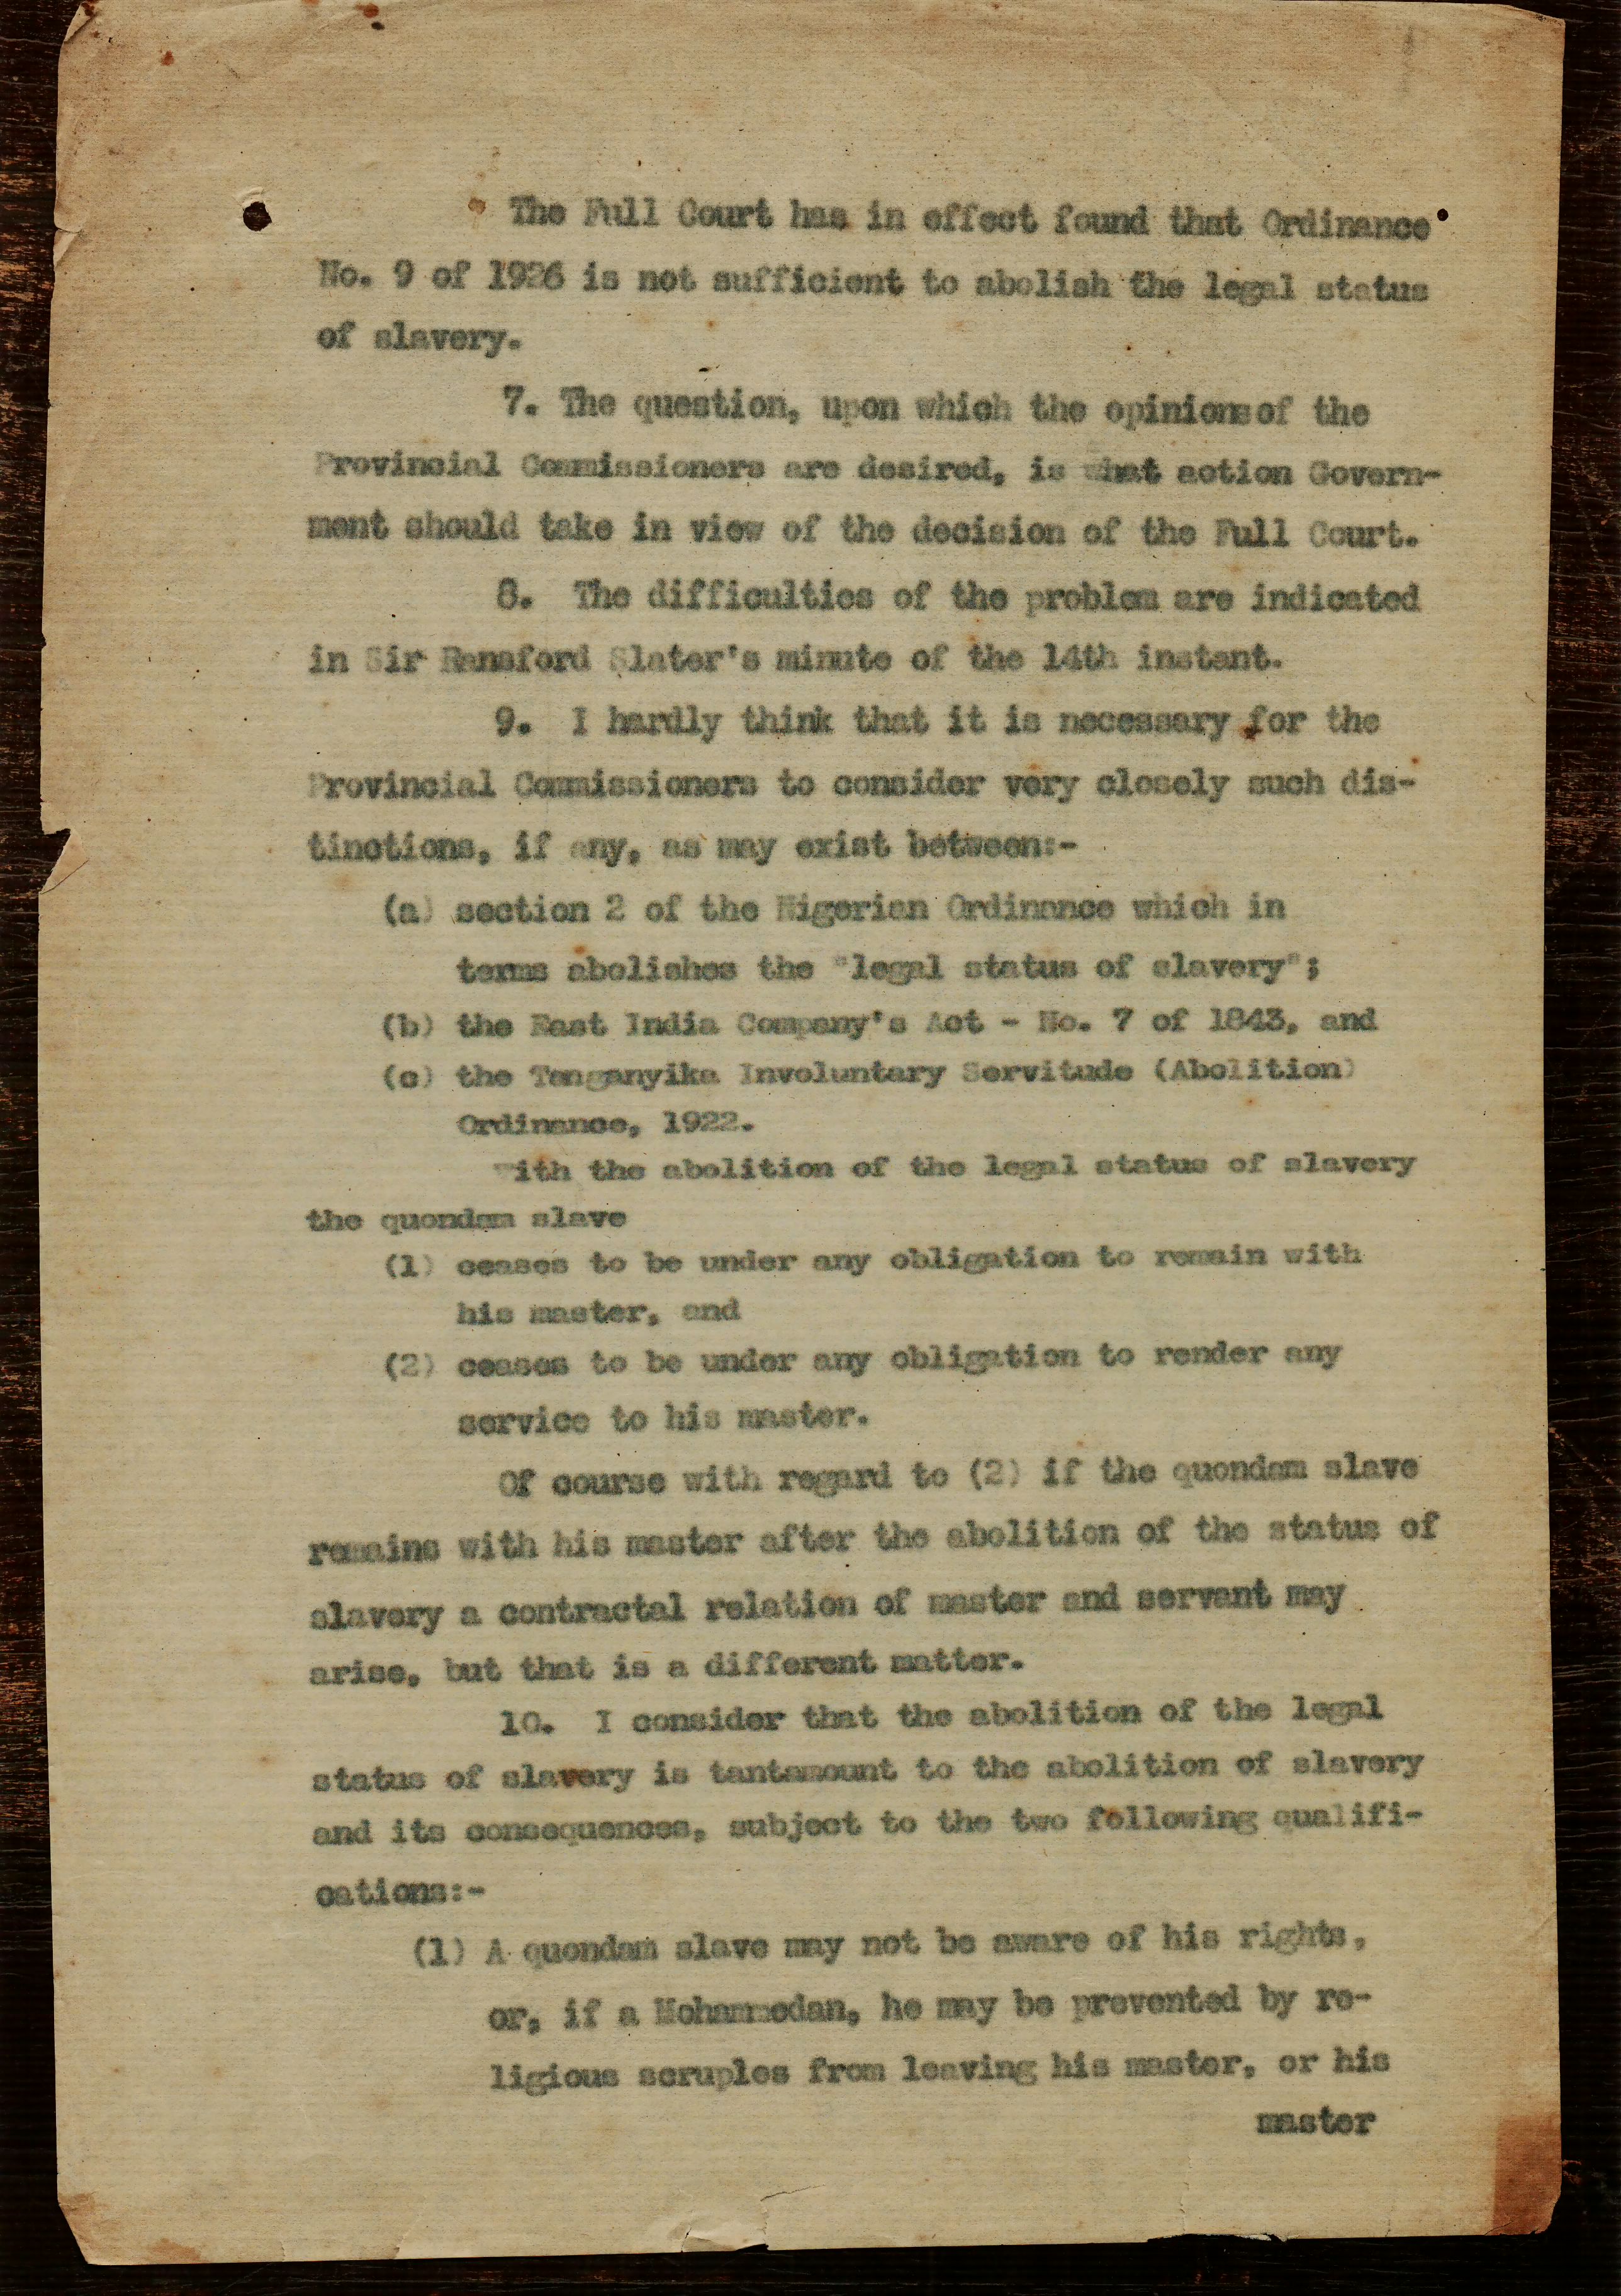 The Full Court has in effect found that Ordinance
No. 9 of 1926 is not sufficient to abolish the legal status
of slavery.
7. The question, upon which the opinionsof the
Provincial Commissioners are desired, is what action Govern-
ment should take in view of the decision of the Full Court.
8. The difficulties of the problem are indicated
in Sir Ransford Slater's minute of the 14th instant.
9. I hardly think that it is necessary for the
Provincial Commissioners to consider very closely such dis-
tinctions, if any, as may exist between:-
(a) section 2 of the Nigerian Ordinance which in
terms abolishes the "legal status of slavery";
(b) the East India Company's Act - No. 7 of 1843, and
(c) the Tanganyika Involuntary Servitude (Abolition)
Ordinance, 1922.
With the abolition of the legal status of slavery
the quondam slave
(1) ceases to be under any obligation to remain with
his master, and
(2) ceases to be under any obligation to render any
service to his master.
Of course with regard to (2) if the quondam slave
remains with his master after the abolition of the status of
slavery a contractal relation of master and servant may
arise, but that is a different matter.
10. I consider that the abolition of the legal
status of slavery is tantamount to the abolition of slavery
and its consequences, subject to the two following qualifi-
cations:-
(1) A quondam slave may not be aware of his rights,
or, if a Mohammedan, he may be prevented by re-
ligious scruples from leaving his master, or his
master